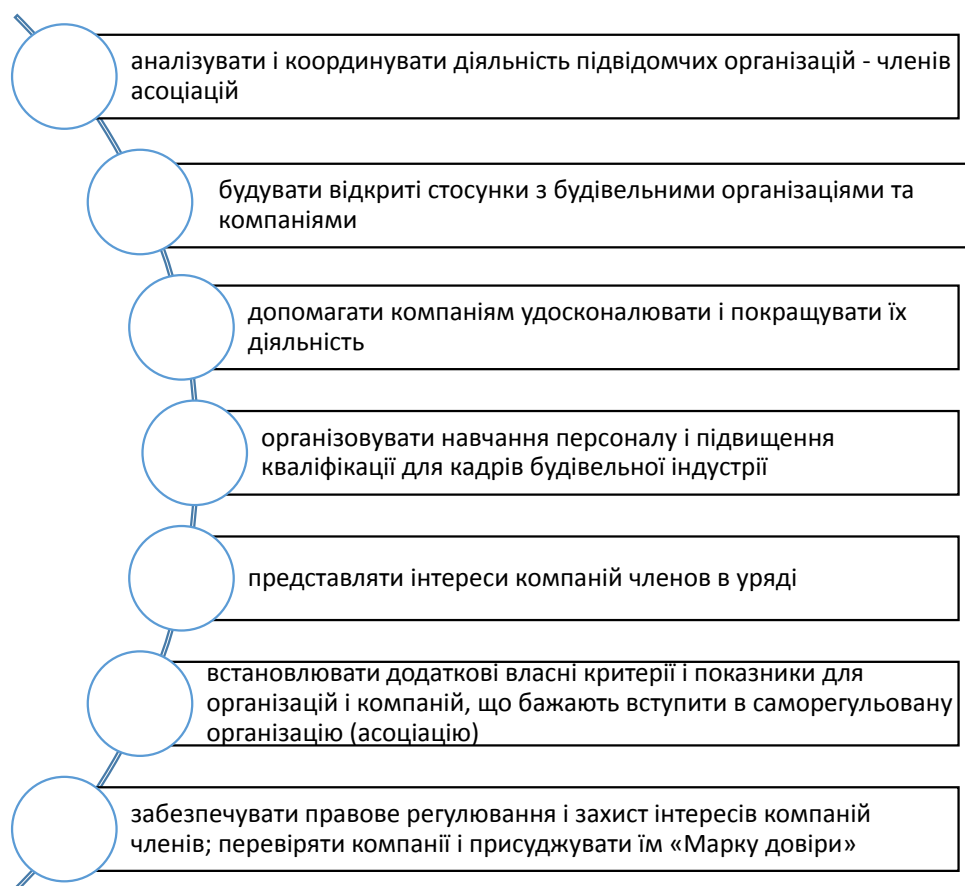 аналізувати і координувати діяльність підвідомчих організацій - членів
асоціацій
будувати відкриті стосунки з будівельними організаціями та
компаніями
допомагати компаніям удосконалювати і покращувати їх
діяльність
організовувати навчання персоналу і підвищення
кваліфікації для кадрів будівельної індустрії
представляти інтереси компаній членов в уряді
встановлювати додаткові власні критерії і показники для
організацій і компаній, що бажають вступити в саморегульовану
організацію (асоціацію)
забезпечувати правове регулювання і захист інтересів компаній
членів; перевіряти компанії і присуджувати їм «Марку довіри»